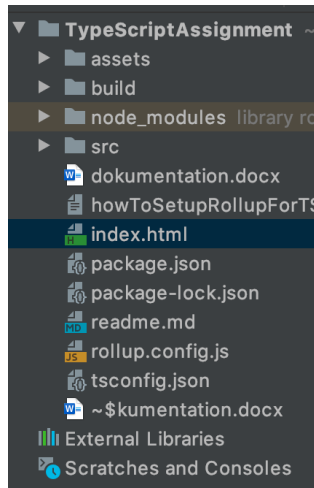 TypeScriptAssignment ~
assets
build
node_modules library ro
src
dokumentation.docx
howToSetupRollupForTS
index.html
package.json
package-lock.json
readme.md
rollup.config.js
tsconfig.json
~$kumentation.docx
External Libraries
Scratches and Consoles